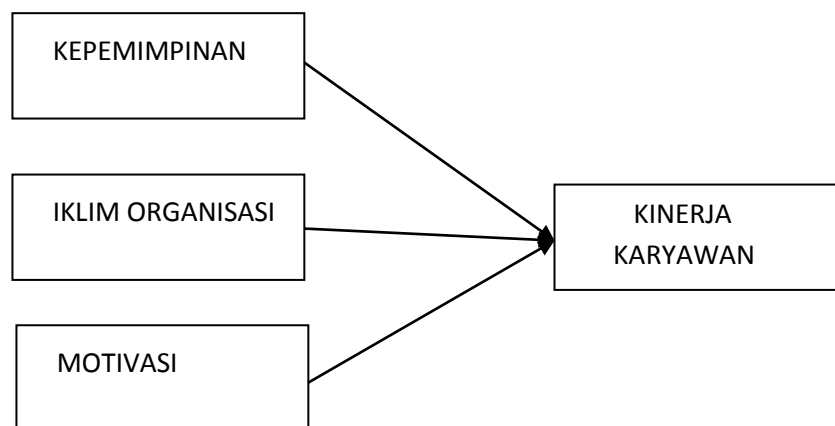 KEPEMIMPINAN
IKLIM ORGANISASI
KINERJA
KARYAWAN
MOTIVASI